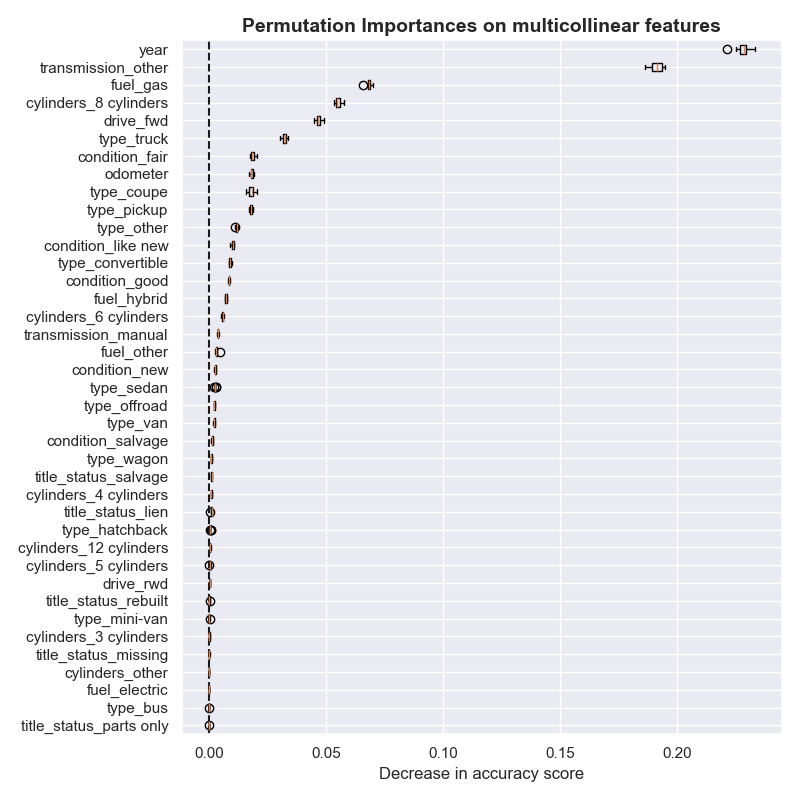 Permutation Importances on multicollinear features
year
transmission_other
fuel_gas
cylinders_8 cylinders
drive_fwd
type_truck
condition_fair
odometer
type_coupe
type_pickup
type_other
condition_like new
type_convertible
condition_good
fuel_hybrid
cylinders_6 cylinders
transmission_manual
fuel_other
condition_new
type_sedan
type_offroad
type_van
condition_salvage
type_wagon
title_status_salvage
cylinders_4 cylinders
title_status_lien
type_hatchback
cylinders_12 cylinders
cylinders_5 cylinders
drive_rwd
title_status_rebuilt
type_mini-van
cylinders_3 cylinders
title_status_missing
cylinders_other
fuel_electric
type_bus
title_status_parts only
0.00 0.05 0.10 0.15 0.20
Decrease in accuracy score